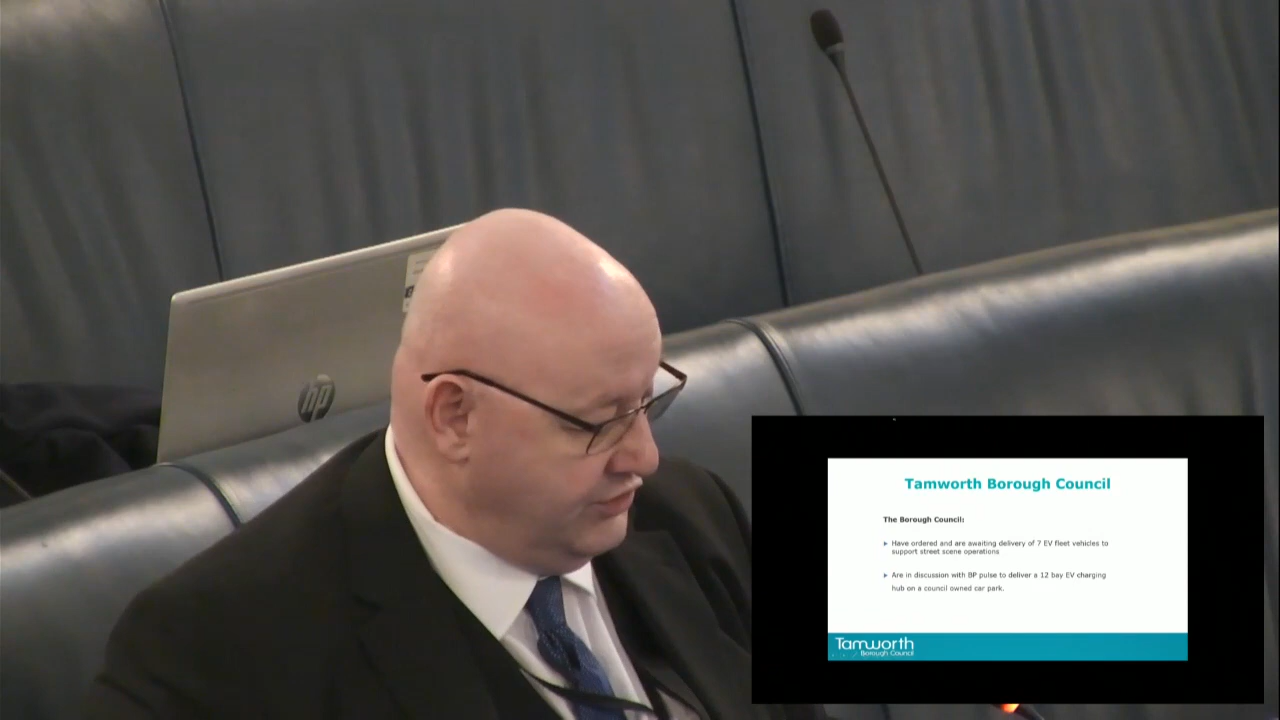 hp
Tamworth Borough Council
The Borough Council:
Have ordered and are awaiting delivery of 7 EV fleet vehicles to
support street scene operations
Are in discussion with BP pulse to deliver a 12 bay EV charging
hub on a council owned car park.
Tamworth
Borough Council